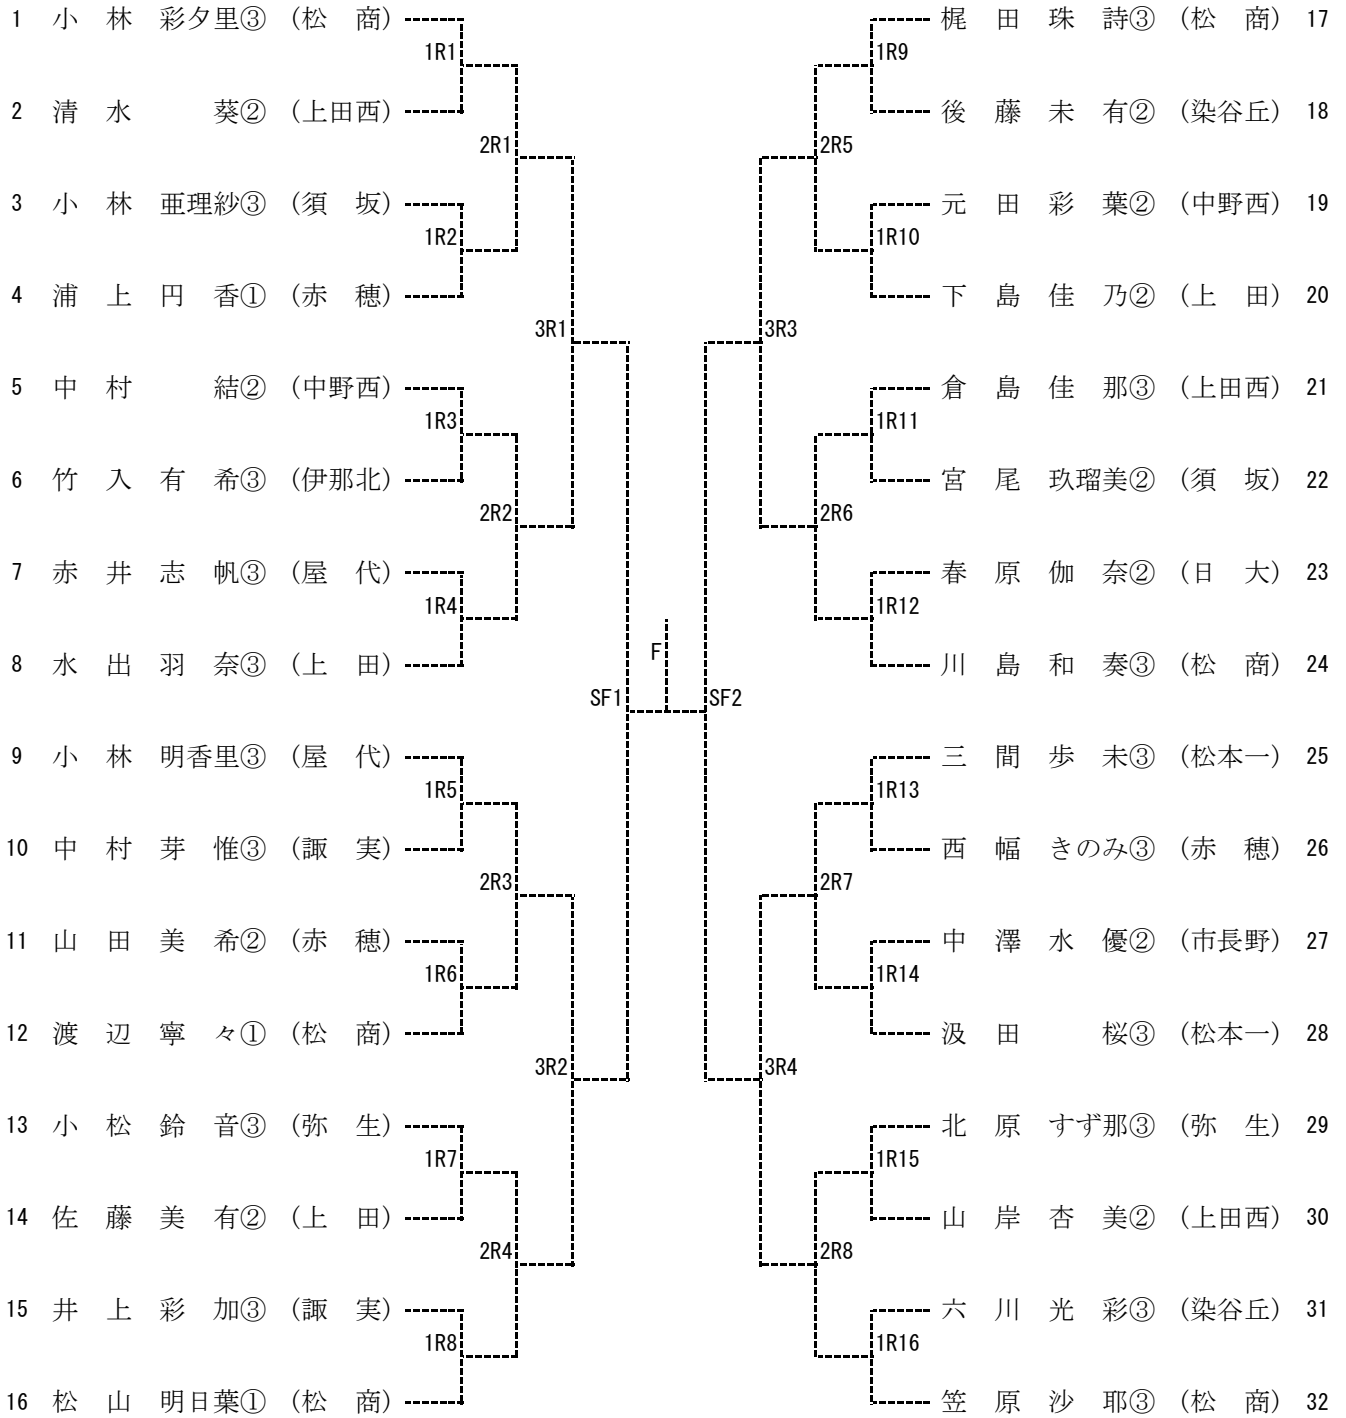 1 小 林 彩夕里③ (松 商)
1R1
2 清 水 葵② (上田西)
2R1
3 小 林 亜理紗③ (須 坂)
1R2
4 浦 上 円 香① (赤 穂)
3R1
5 中 村 結② (中野西)
1R3
6 竹 入 有 希③ (伊那北)
2R2
7 赤 井 志 帆③ (屋 代)
1R4
8 水 出 羽 奈③ (上 田)
SF1
9 小 林 明香里③ (屋 代)
1R5
10 中 村 芽 惟③ (諏 実)
2R3
11 山 田 美 希② (赤 穂)
1R6
12 渡 辺 寧 々① (松 商)
3R2
13 小 松 鈴 音③ (弥 生)
1R7
14 佐 藤 美 有② (上 田)
2R4
15 井 上 彩 加③ (諏 実)
1R8
16 松 山 明日葉① (松 商)
F
梶 田 珠 詩③ (松 商) 17
1R9
後 藤 未 有② (染谷丘) 18
2R5
元 田 彩 葉② (中野西) 19
1R10
下 島 佳 乃② (上 田) 20
3R3
倉 島 佳 那③ (上田西) 21
1R11
宮 尾 玖瑠美② (須 坂) 22
2R6
春 原 伽 奈② (日 大) 23
1R12
川 島 和 奏③ (松 商) 24
SF2
三 間 歩 未③ (松本一) 25
1R13
西 幅 きのみ③ (赤 穂) 26
2R7
中 澤 水 優② (市長野) 27
1R14
汲 田 桜③ (松本一) 28
3R4
北 原 すず那③ (弥 生) 29
1R15
山 岸 杏 美② (上田西) 30
2R8
六 川 光 彩③ (染谷丘) 31
1R16
笠 原 沙 耶③ (松 商) 32